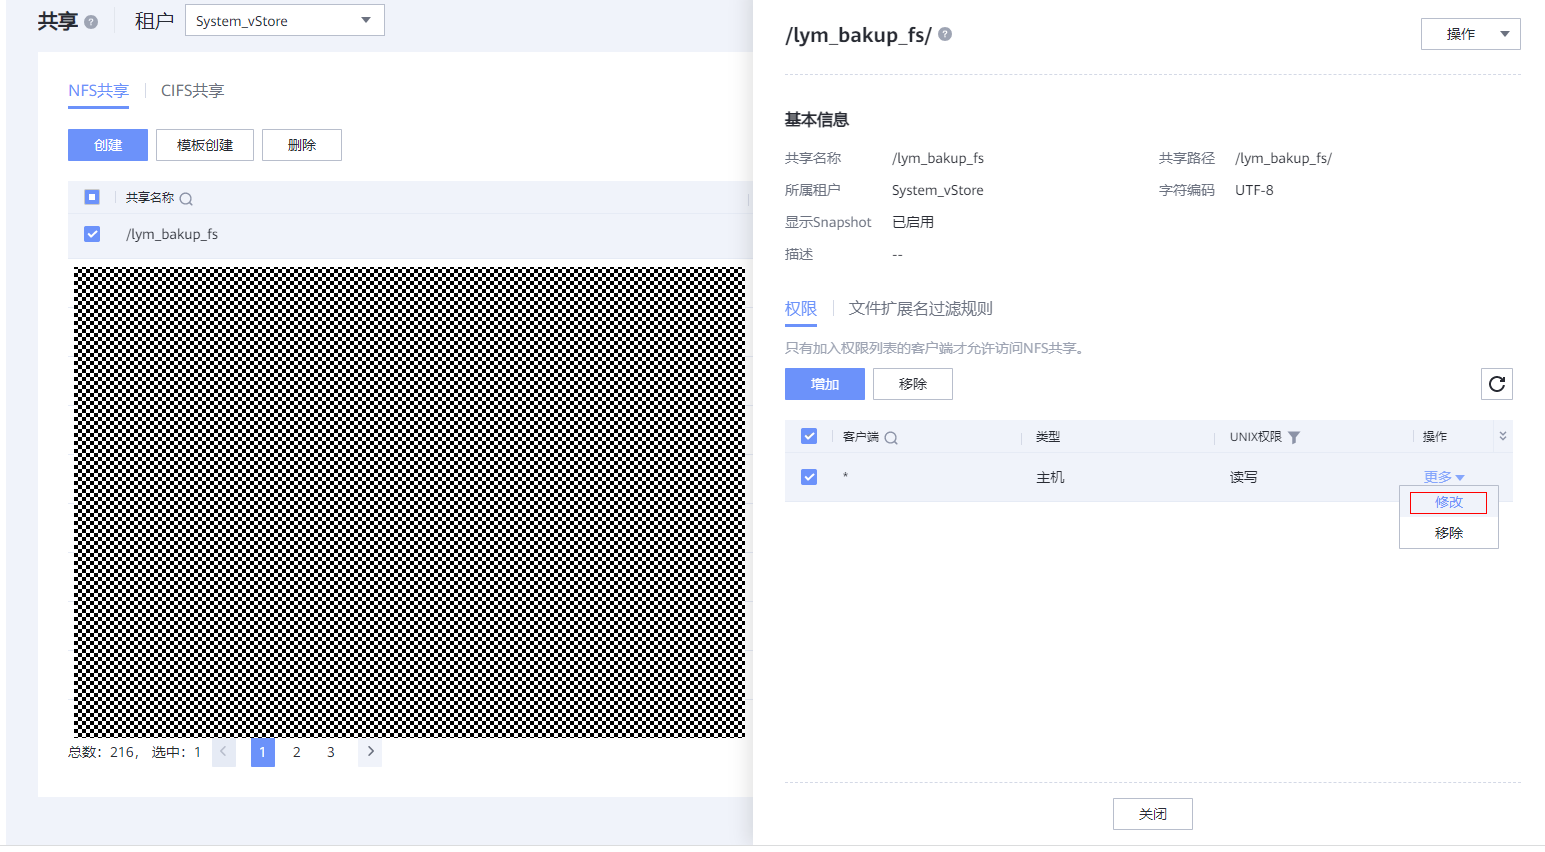 共享 租户 System_vStore
NFS共享 CIFS共享
创建 模板创建 删除
共享名称
/lym_bakup_fs
总数：216， 选中：1 1 2 3
/lym_bakup_fs/ 操作
基本信息
共享名称 /lym_bakup_fs 共享路径 /lym_bakup_fs/
所属租户 System_vStore 字符编码 UTF-8
显示Snapshot 已启用
描述 --
权限 文件扩展名过滤规则
只有加入权限列表的客户端才允许访问NFS共享。
增加 移除
客户端 类型 UNIX权限 操作
* 主机 读写 更多
修改
移除
关闭